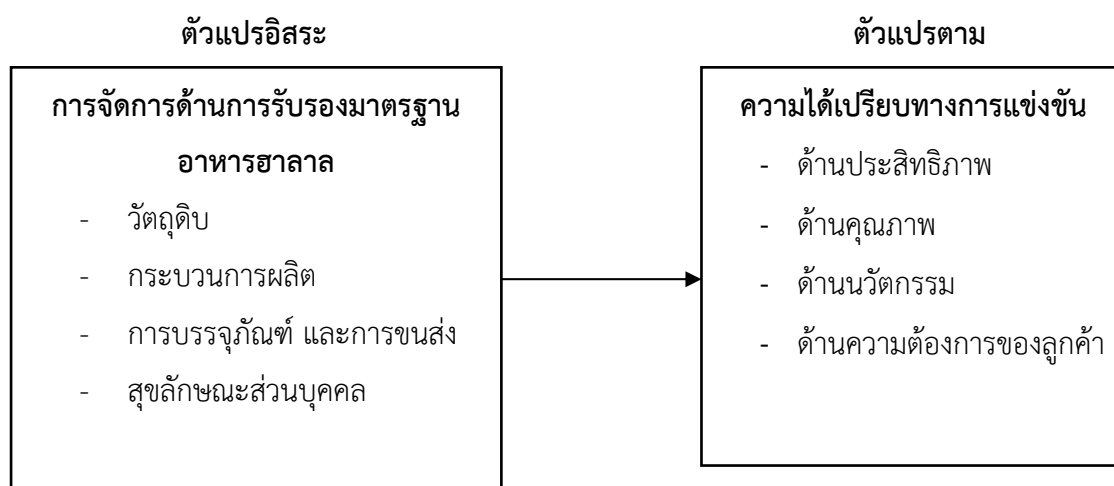 ตัวแปรอิสระ
การจัดการด้านการรับรองมาตรฐาน
อาหารฮาลาล
- วัตถุดิบ
- กระบวนการผลิต
- การบรรจุภัณฑ์ และการขนส่ง
- สุขลักษณะส่วนบุคคล
ตัวแปรตาม
ความได้เปรียบทางการแข่งขัน
- ด้านประสิทธิภาพ
- ด้านคุณภาพ
- ด้านนวัตกรรม
- ด้านความต้องการของลูกค้า